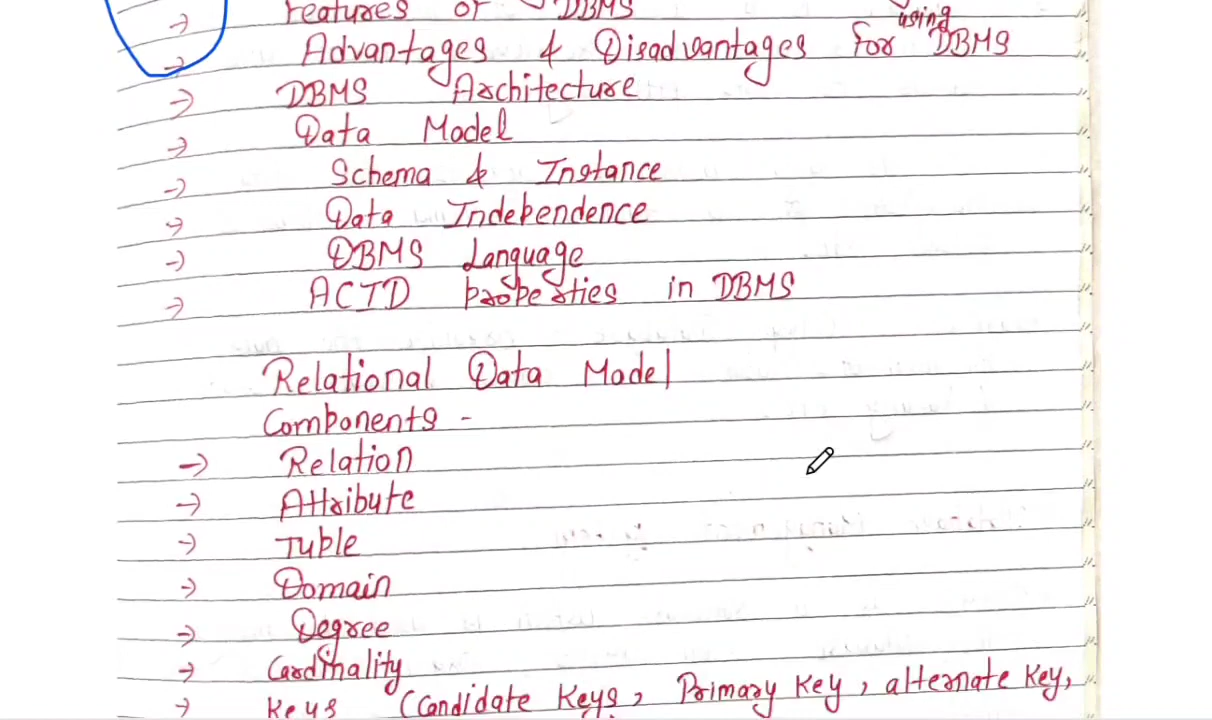 → Features of DBMS
→ Advantages & Disadvantages for using DBMS
→ DBMS Architecture
→ Data Model
→ Schema & Instance
→ Data Independence
→ DBMS Language
→ ACID properties in DBMS
Relational Data Model
Components -
→ Relation
→ Attribute
→ Tuple
→ Domain
→ Degree
→ Cardinality
→ Keys (Candidate Keys, Primary Key, alternate Key,